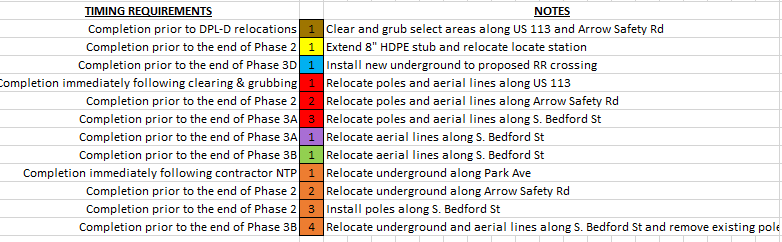 TIMING REQUIREMENTS NOTES
Completion prior to DPL-D relocations 1 Clear and grub select areas along US 113 and Arrow Safety Rd
Completion prior to the end of Phase 2 1 Extend 8" HDPE stub and relocate locate station
Completion prior to the end of Phase 3D 1 Install new underground to proposed RR crossing
Completion immediately following clearing & grubbing 1 Relocate poles and aerial lines along US 113
Completion prior to the end of Phase 2 2 Relocate poles and aerial lines along Arrow Safety Rd
Completion prior to the end of Phase 3A 3 Relocate poles and aerial lines along S. Bedford St
Completion prior to the end of Phase 3A 1 Relocate aerial lines along S. Bedford St
Completion prior to the end of Phase 3B 1 Relocate aerial lines along S. Bedford St
Completion immediately following contractor NTP 1 Relocate underground along Park Ave
Completion prior to the end of Phase 2 2 Relocate underground along Arrow Safety Rd
Completion prior to the end of Phase 2 3 Install poles along S. Bedford St
Completion prior to the end of Phase 3B 4 Relocate underground and aerial lines along S. Bedford St and remove existing pole